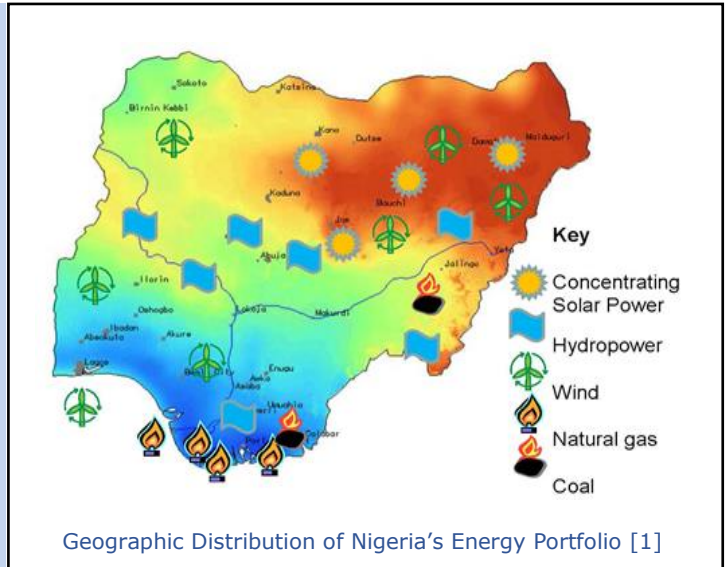 Sokoto
Katsina
Birnin Kebbi
Kano
Dutse
Maiduguri
Kaduna
Bauchi
Jos
Abuja
Yola
Jalingo
Ilorin
Oshogbo
Lokoja
Makurdi
Ibadan
Abeokuta
Akure
Lagos
Enugu
Awka
Asaba
Umuahia
Calabar
Key
Concentrating
Solar Power
Hydropower
Wind
Natural gas
Coal
Geographic Distribution of Nigeria’s Energy Portfolio [1]